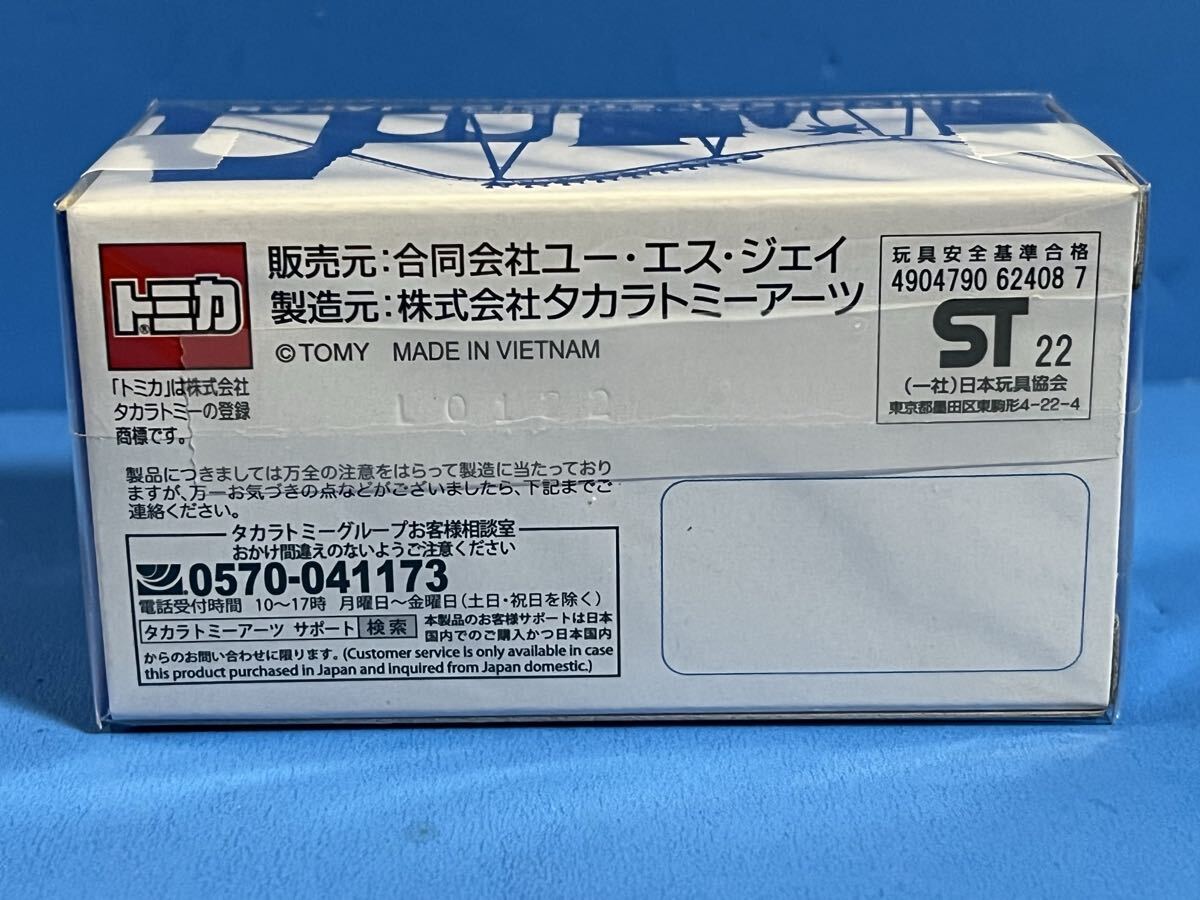 トミカ®
「トミカ」は株式会社
タカラトミーの登録
商標です。
販売元：合同会社ユー・エス・ジェイ
製造元：株式会社タカラトミーアーツ
©TOMY MADE IN VIETNAM
玩具安全基準合格
4904790 62408 7
ST 22
(一社)日本玩具協会
東京都墨田区東駒形4-22-4
製品につきましては万全の注意をはらって製造に当たっており
ますが、万一お気づきの点などがございましたら、下記までご
連絡ください。
タカラトミーグループお客様相談室
おかけ間違えのないようご注意ください
0570-041173
電話受付時間 10〜17時 月曜日〜金曜日(土日・祝日を除く)
タカラトミーアーツ サポート 検索
本製品のお客様サポートは日本
国内でのご購入かつ日本国内
からのお問い合わせに限ります。(Customer service is only available in case
this product purchased in Japan and inquired from Japan domestic.)